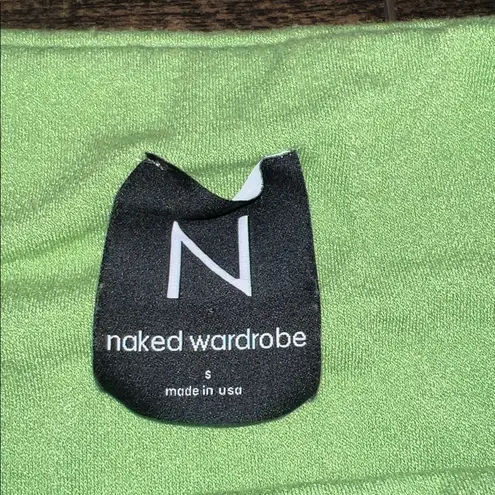 N
naked wardrobe
s
made in usa